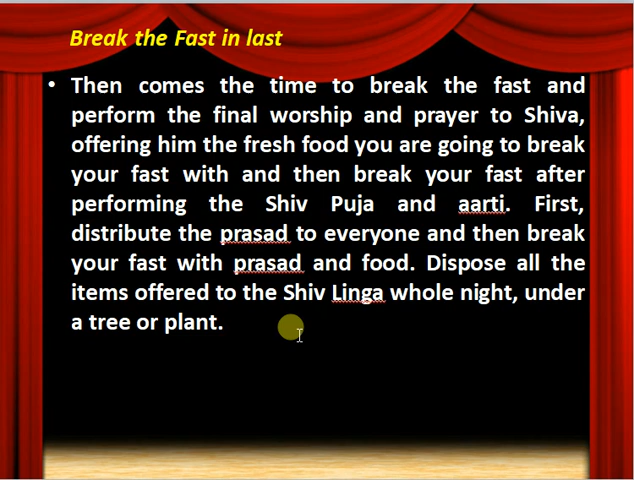 Break the Fast in last
• Then comes the time to break the fast and
perform the final worship and prayer to Shiva,
offering him the fresh food you are going to break
your fast with and then break your fast after
performing the Shiv Puja and aarti. First,
distribute the prasad to everyone and then break
your fast with prasad and food. Dispose all the
items offered to the Shiv Linga whole night, under
a tree or plant.